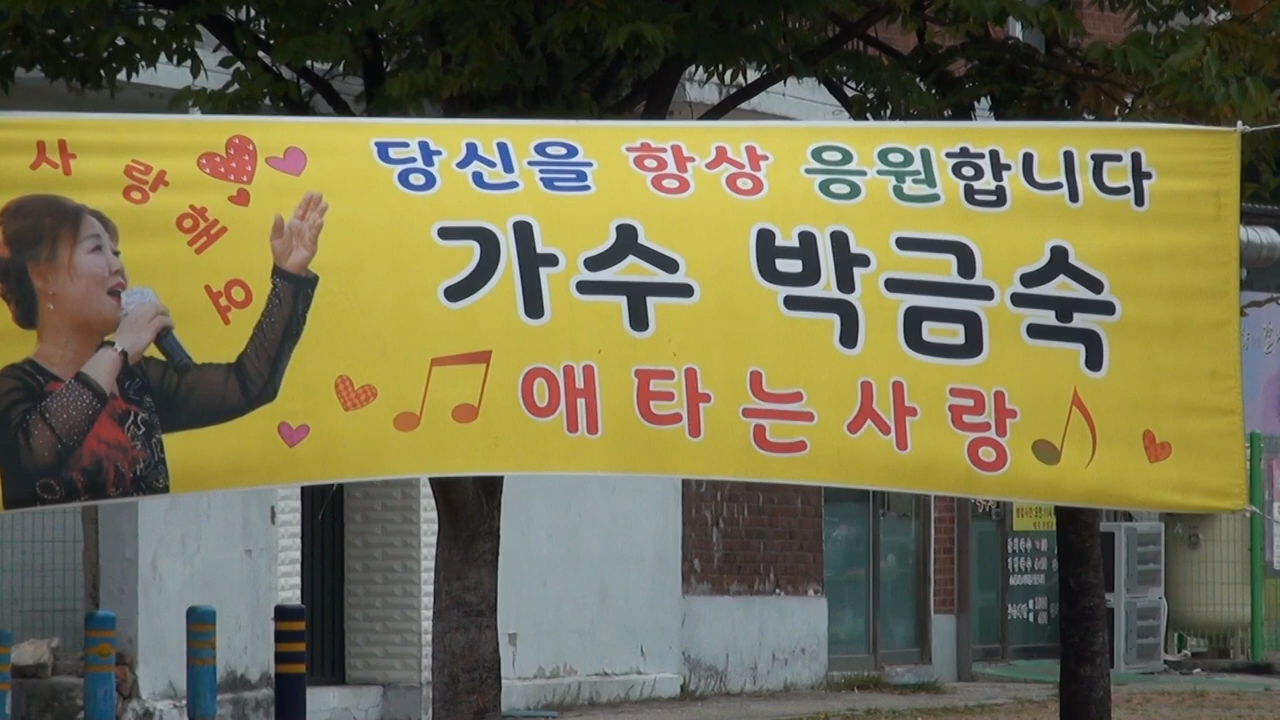 사랑해요
당신을 항상 응원합니다
가수 박금숙
애타는사랑